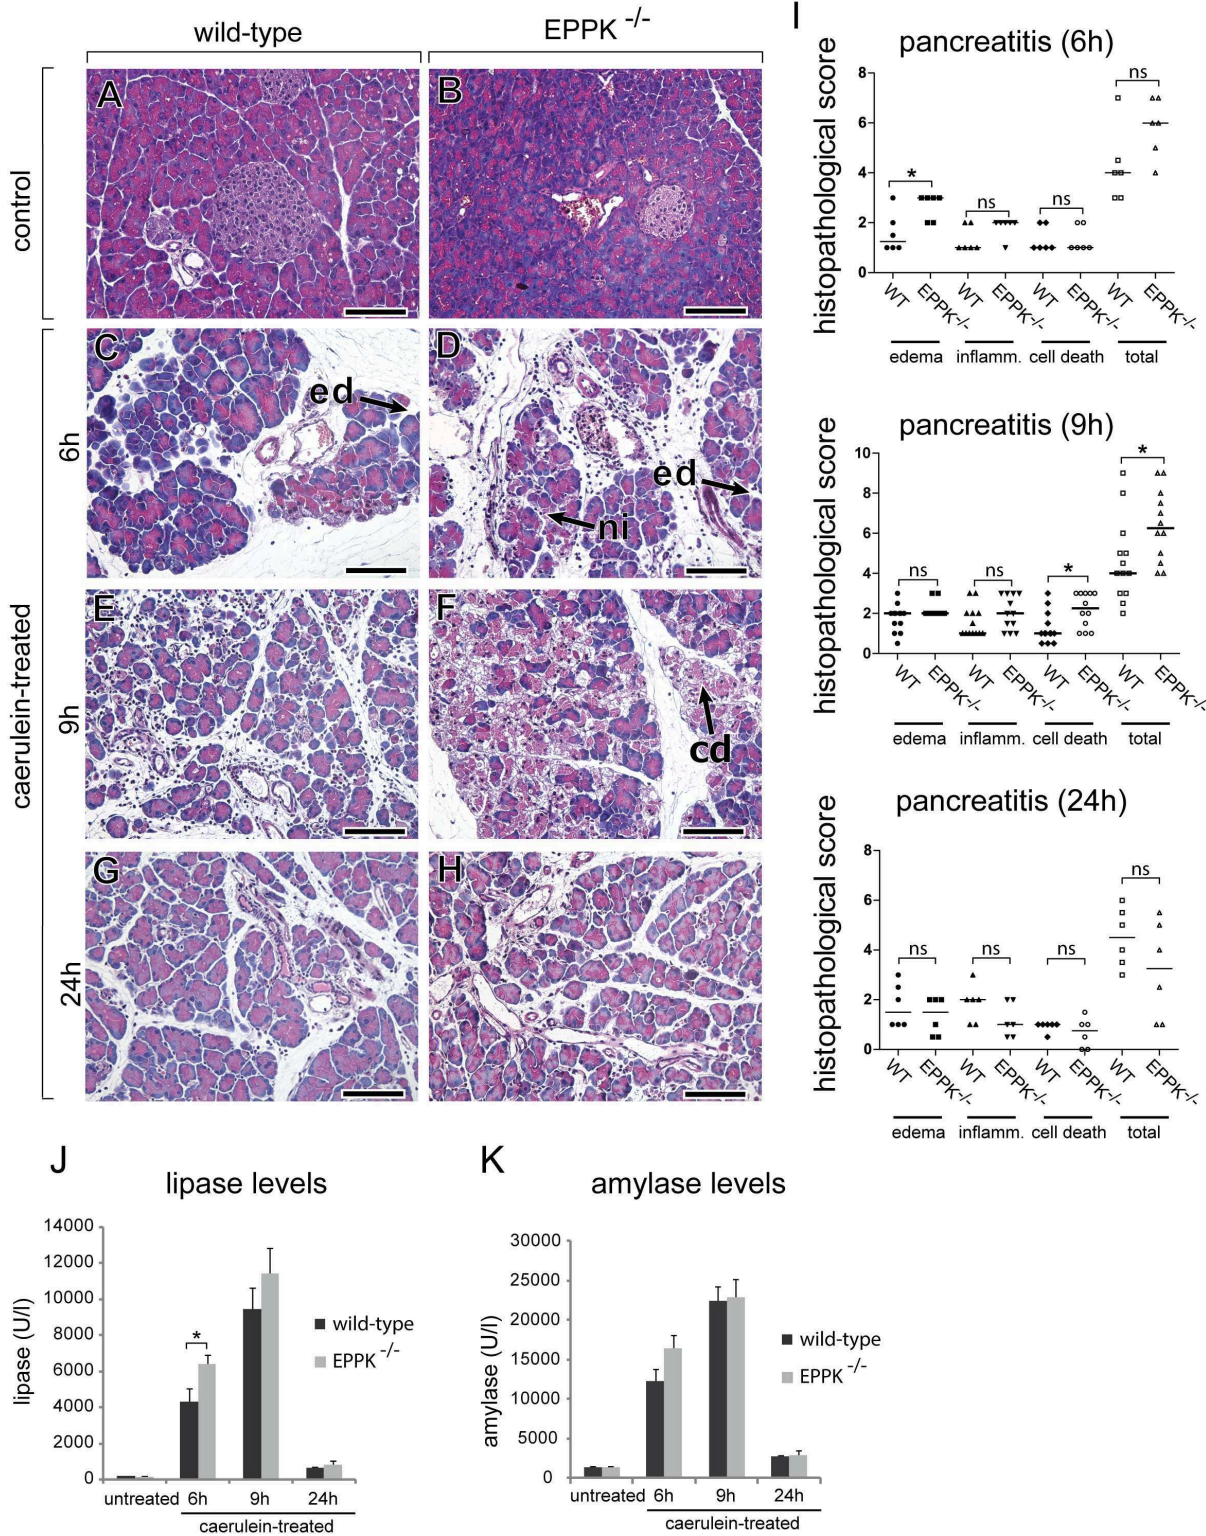 wild-type
EPPK -/-
control
caerulein-treated
6h
9h
24h
A
B
C
ed
D
ed
ni
E
F
cd
G
H
I
pancreatitis (6h)
histopathological score
8
6
4
2
0
*
ns
ns
ns
WT
EPPK-/-
WT
EPPK-/-
WT
EPPK-/-
WT
EPPK-/-
edema
inflamm.
cell death
total
pancreatitis (9h)
histopathological score
10
8
6
4
2
0
ns
ns
*
*
WT
EPPK-/-
WT
EPPK-/-
WT
EPPK-/-
WT
EPPK-/-
edema
inflamm.
cell death
total
pancreatitis (24h)
histopathological score
8
6
4
2
0
ns
ns
ns
ns
WT
EPPK-/-
WT
EPPK-/-
WT
EPPK-/-
WT
EPPK-/-
edema
inflamm.
cell death
total
J
lipase levels
lipase (U/l)
14000
12000
10000
8000
6000
4000
2000
0
*
wild-type
EPPK -/-
untreated
6h
9h
24h
caerulein-treated
K
amylase levels
amylase (U/l)
30000
25000
20000
15000
10000
5000
0
wild-type
EPPK -/-
untreated
6h
9h
24h
caerulein-treated